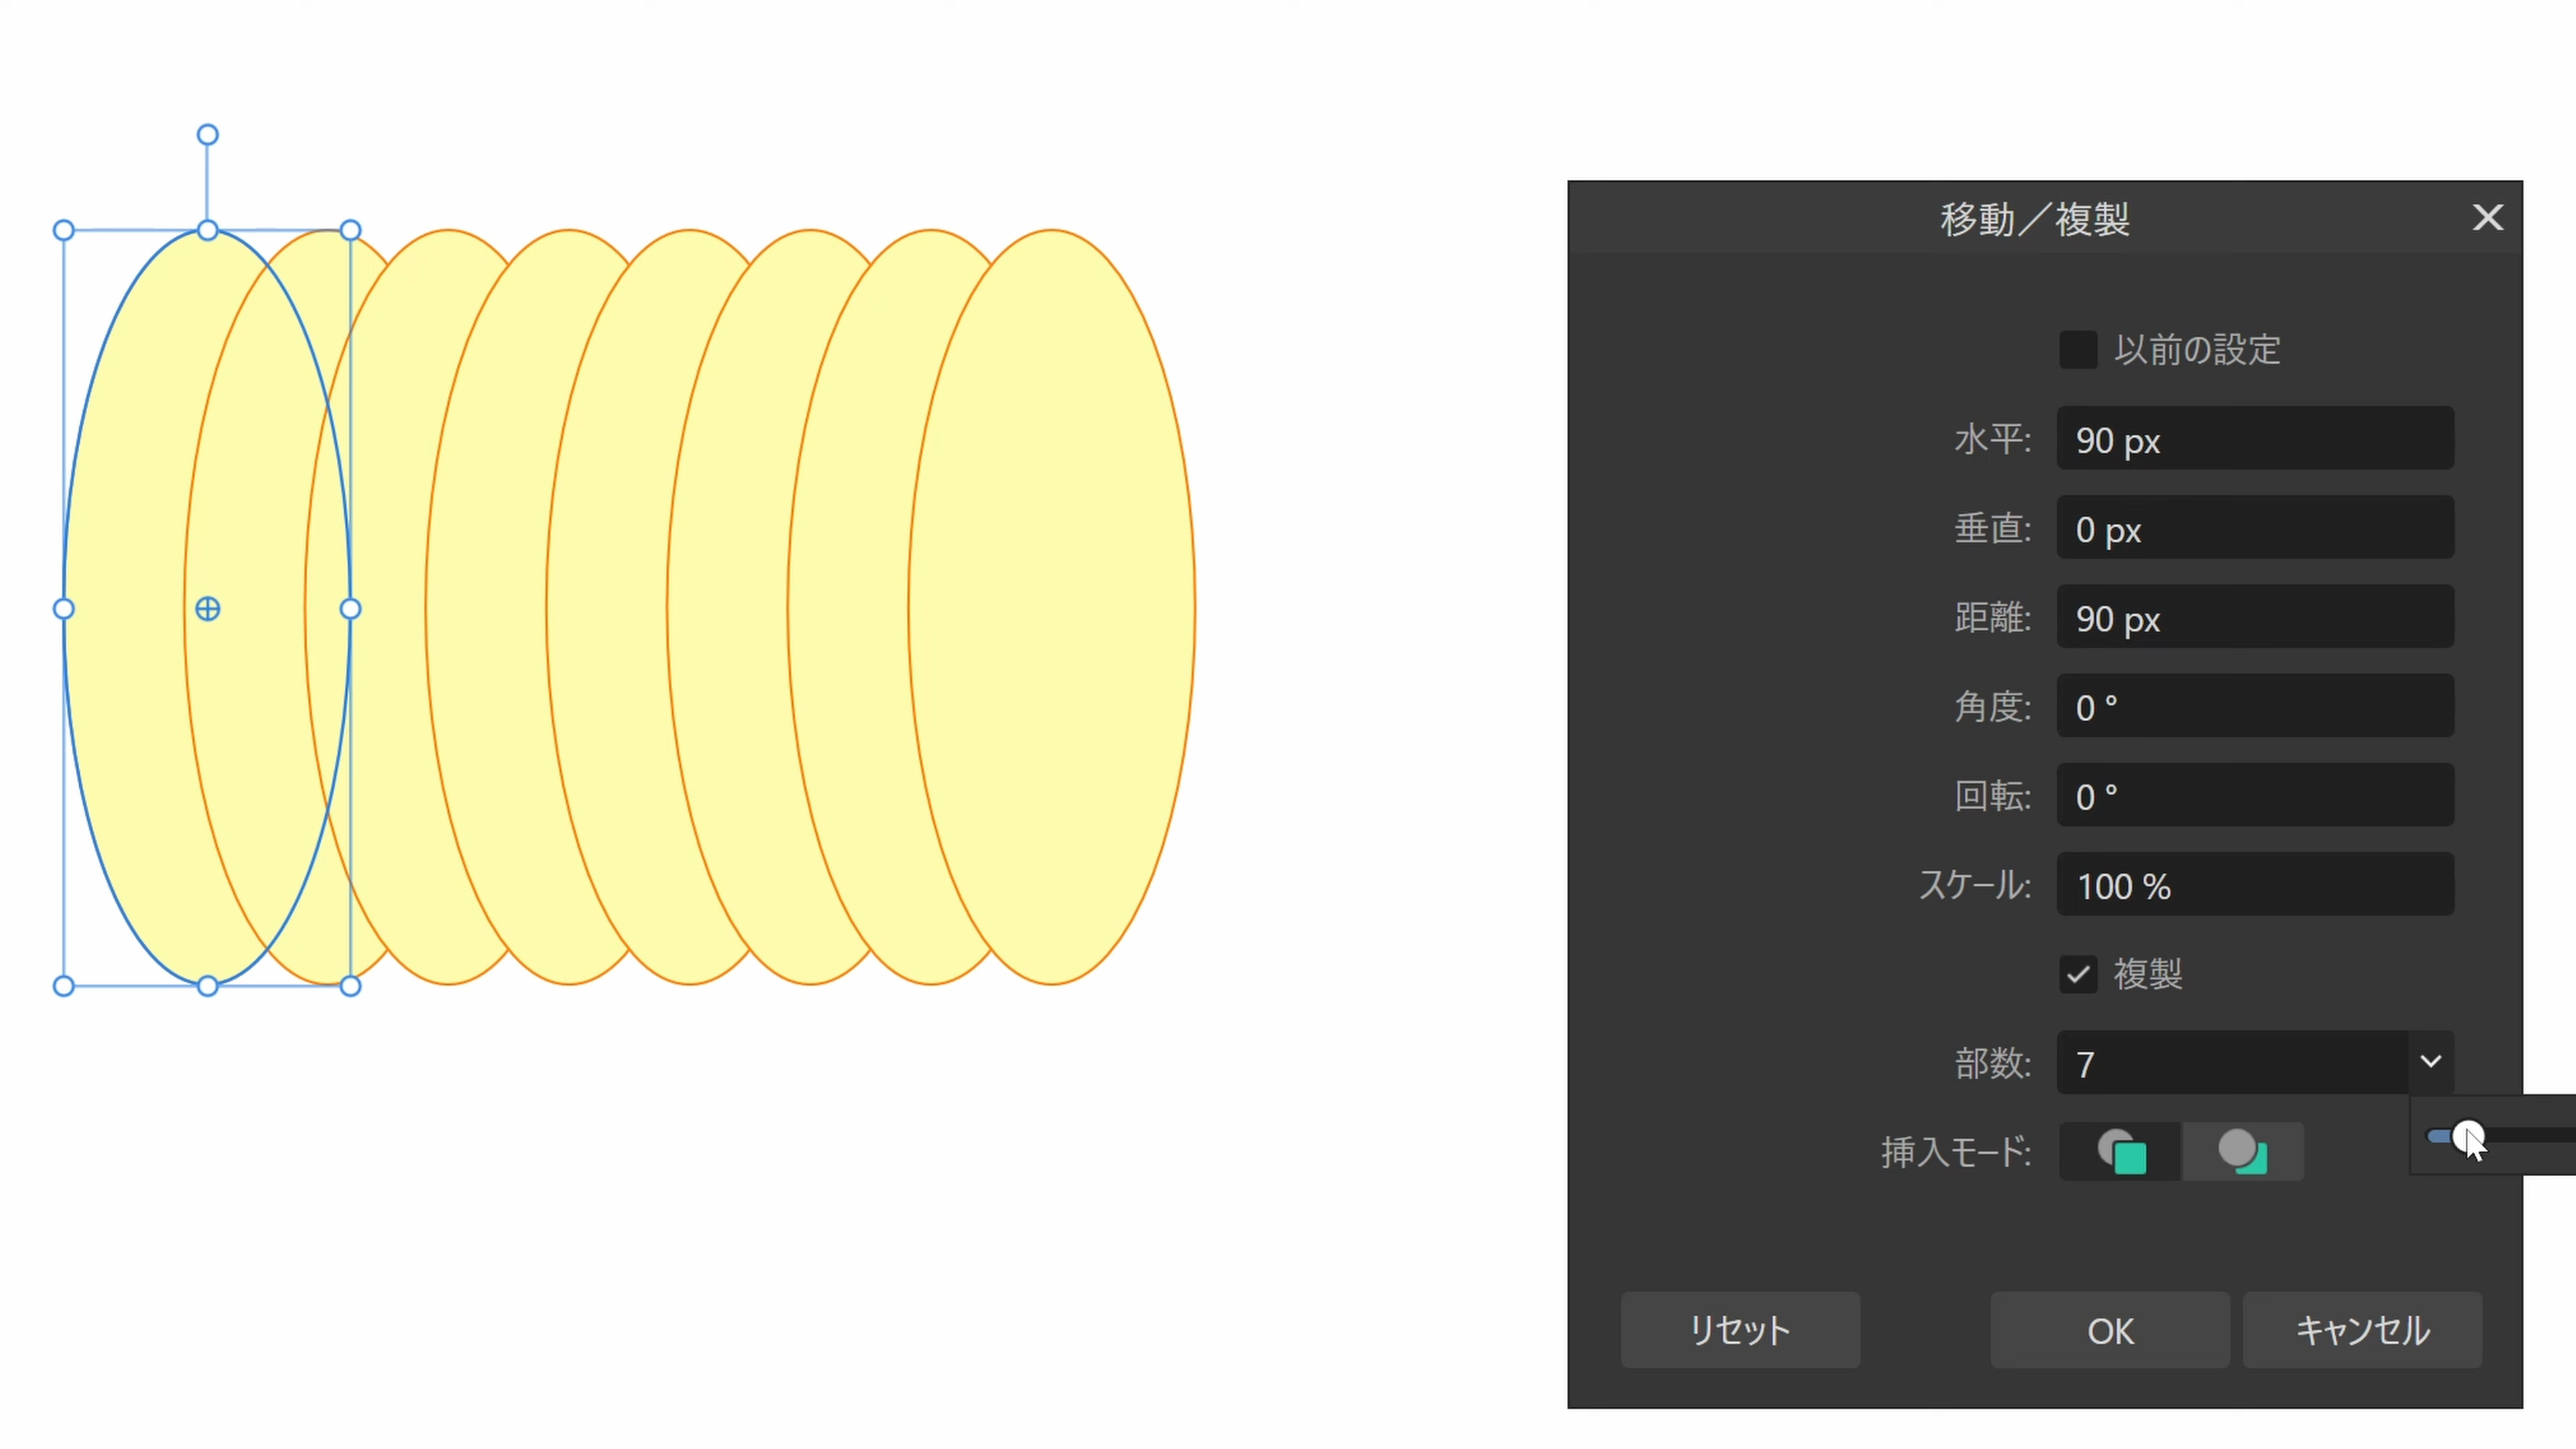 移動／複製
以前の設定
水平: 90 px
垂直: 0 px
距離: 90 px
角度: 0 °
回転: 0 °
スケール: 100 %
複製
部数: 7
挿入モード:
リセット OK キャンセル